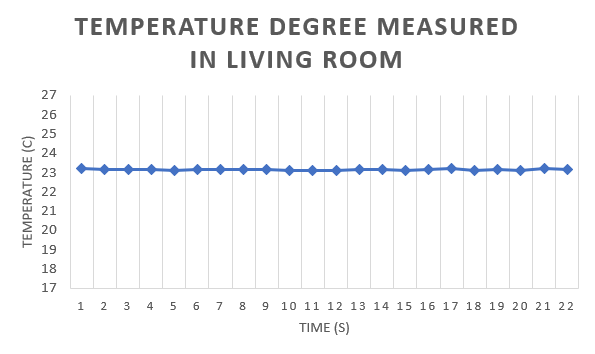 TEMPERATURE DEGREE MEASURED
IN LIVING ROOM
27
26
25
24
23
22
21
20
19
18
17
TEMPERATURE (C)
1 2 3 4 5 6 7 8 9 10 11 12 13 14 15 16 17 18 19 20 21 22
TIME (S)